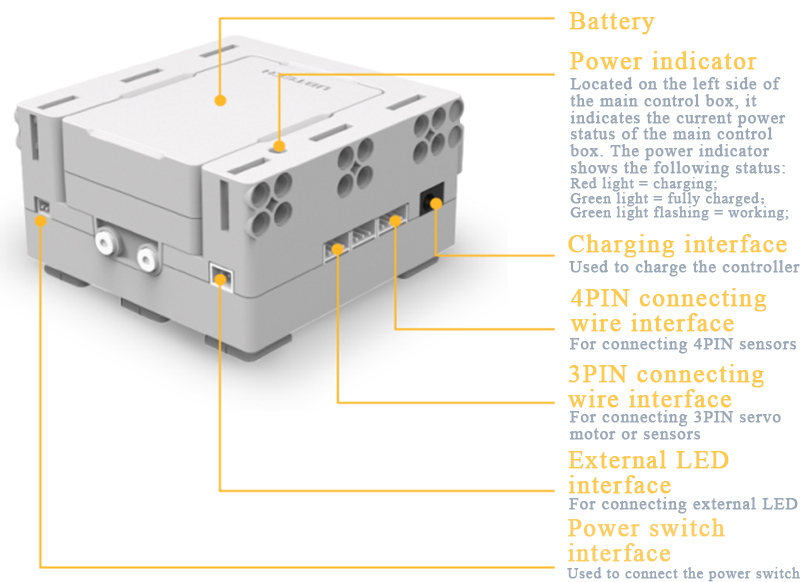 UBTECH
Battery
Power indicator
Located on the left side of
the main control box, it
indicates the current power
status of the main control
box. The power indicator
shows the following status:
Red light = charging;
Green light = fully charged;
Green light flashing = working;
Charging interface
Used to charge the controller
4PIN connecting
wire interface
For connecting 4PIN sensors
3PIN connecting
wire interface
For connecting 3PIN servo
motor or sensors
External LED
interface
For connecting external LED
Power switch
interface
Used to connect the power switch